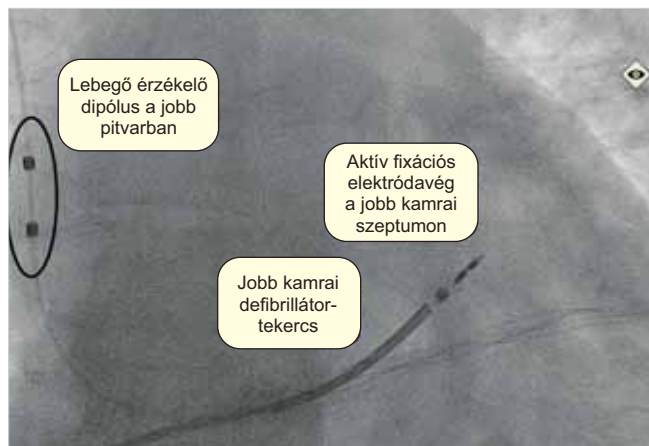 Lebegő érzékelő
dipólus a jobb
pitvarban
Aktív fixációs
elektródavég
a jobb kamrai
szeptumon
Jobb kamrai
defibrillátor-
tekercs